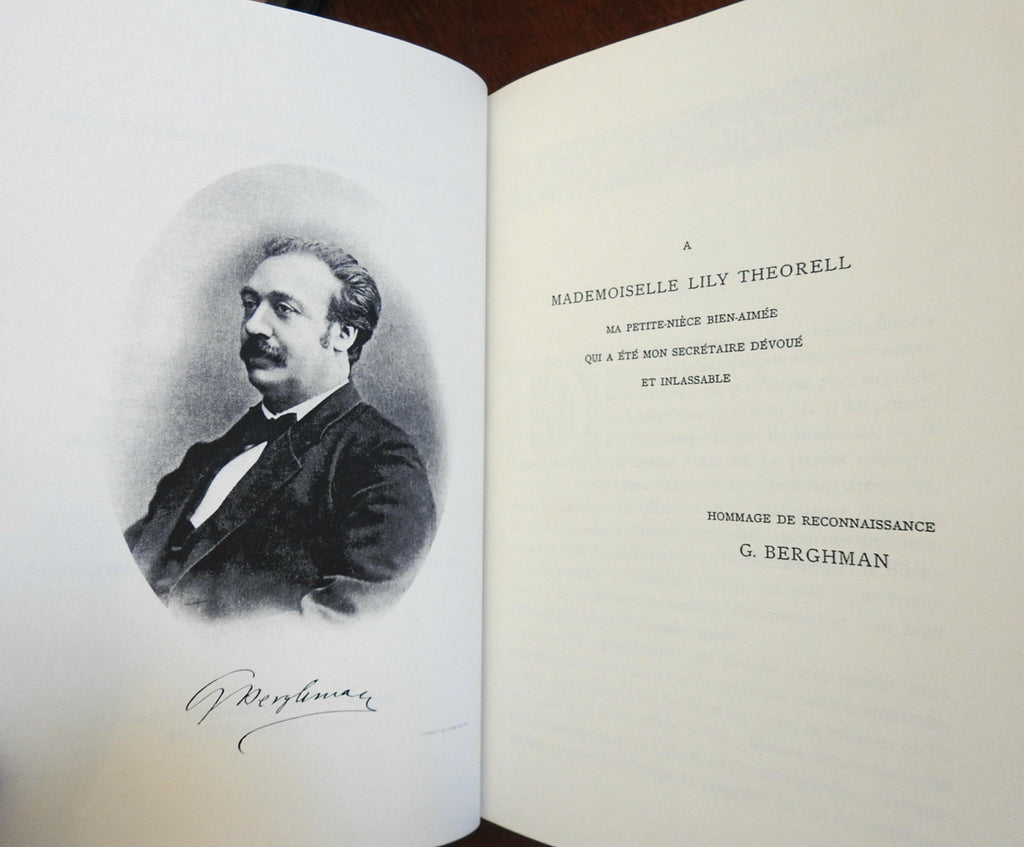 G Berghman
A
MADEMOISELLE LILY THEORELL
MA PETITE-NIÈCE BIEN-AIMÉE
QUI A ÉTÉ MON SECRÉTAIRE DÉVOUÉ
ET INLASSABLE
HOMMAGE DE RECONNAISSANCE
G. BERGHMAN